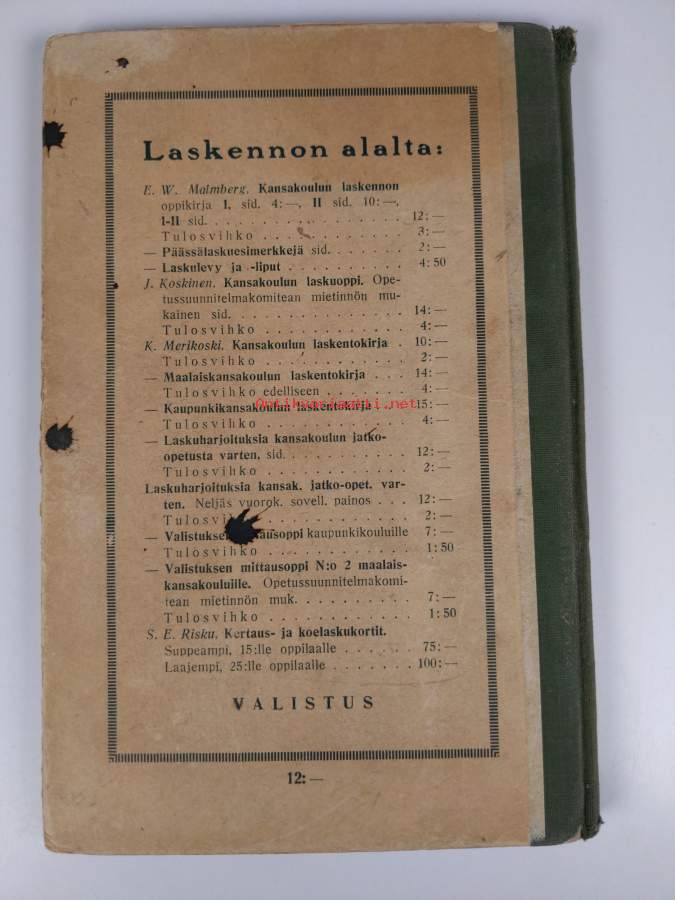 Laskennon alalta:
E. W. Malmberg. Kansakoulun laskennon
oppikirja I, sid. 4: —, II sid. 10: —,
I-II sid. . . . . . . . . . . . . . . 12: —
Tulosvihko . . . . . . . . . . . 3: —
— Päässälaskuesimerkkejä sid. . . . . . 2: —
— Laskulevy ja -liput . . . . . . . . . 4: 50
J. Koskinen. Kansakoulun laskuoppi. Ope-
tussuunnitelmakomitean mietinnön mu-
kainen sid. . . . . . . . . . . . . . 14: —
Tulosvihko . . . . . . . . . . . 4: —
K. Merikoski. Kansakoulun laskentokirja . 10: —
Tulosvihko . . . . . . . . . . . 2: —
— Maalaiskansakoulun laskentokirja . . . 14: —
Tulosvihko edelliseen . . . . . . 4: —
— Kaupunkikansakoulun laskentokirja . . 15: —
Antikvariaatti.net
Tulosvihko . . . . . . . . . . . 4: —
— Laskuharjoituksia kansakoulun jatko-
opetusta varten, sid. . . . . . . . . . 12: —
Tulosvihko . . . . . . . . . . . 2: —
Laskuharjoituksia kansak. jatko-opet. var-
ten. Neljäs vuorok. sovell. painos . . . 12: —
. . . . . . . . . . . 2: —
— kaupunkikouluille 7: —
Tulosvihko . . . . . . . . . . . 1: 50
— Valistuksen mittausoppi N:o 2 maalais-
kansakouluille. Opetussuunnitelmakomi-
tean mietinnön muk. . . . . . . . . . 7: —
Tulosvihko . . . . . . . . . . . 1: 50
S. E. Risku. Kertaus- ja koelaskukortit.
Suppeampi, 15:lle oppilaalle . . . . . . 75: —
Laajempi, 25:lle oppilaalle . . . . . . . 100: —
VALISTUS
12: —